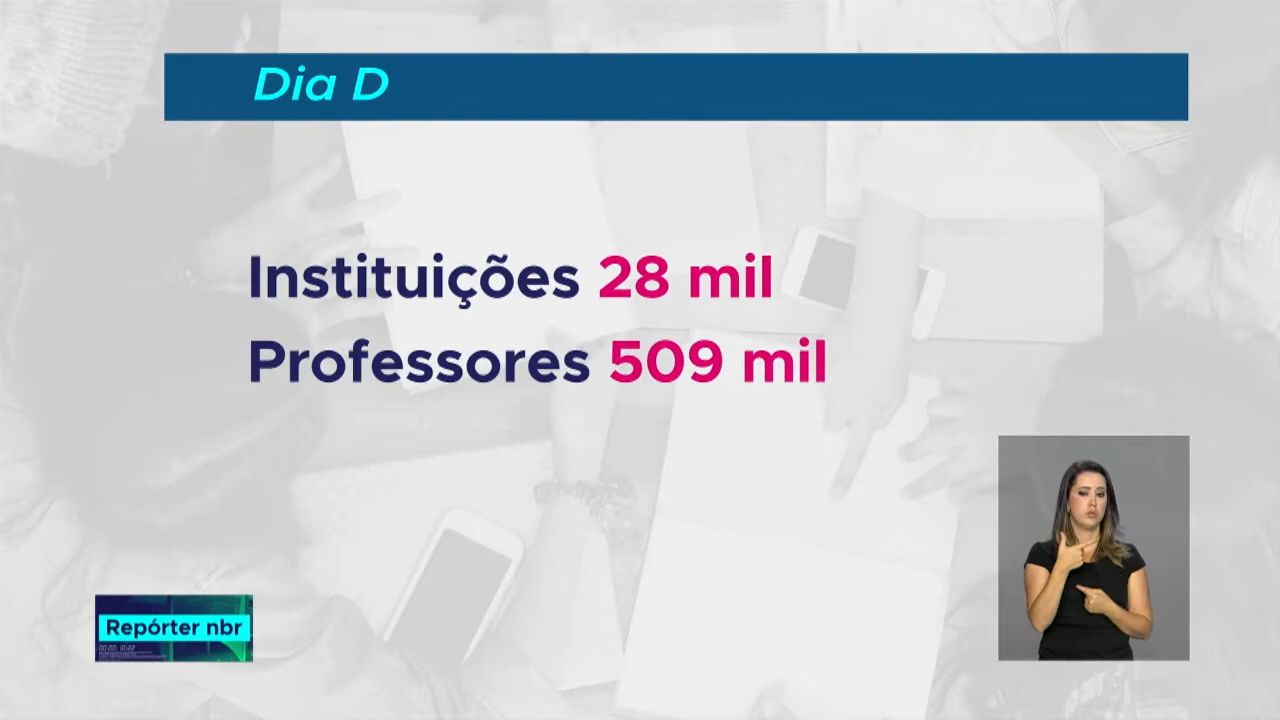 Dia D
Instituições 28 mil
Professores 509 mil
Repórter nbr